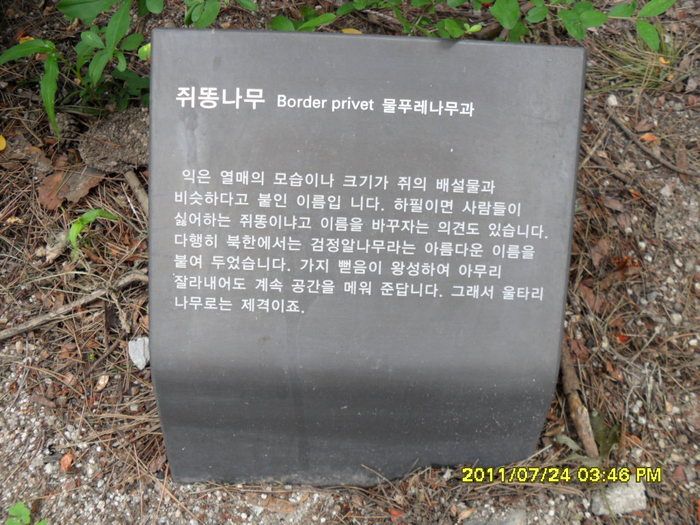 쥐똥나무 Border privet 물푸레나무과
익은 열매의 모습이나 크기가 쥐의 배설물과
비슷하다고 붙인 이름입 니다. 하필이면 사람들이
싫어하는 쥐똥이냐고 이름을 바꾸자는 의견도 있습니다.
다행히 북한에서는 검정알나무라는 아름다운 이름을
붙여 두었습니다. 가지 뻗음이 왕성하여 아무리
잘라내어도 계속 공간을 메워 준답니다. 그래서 울타리
나무로는 제격이죠.
2011/07/24 03:46 PM